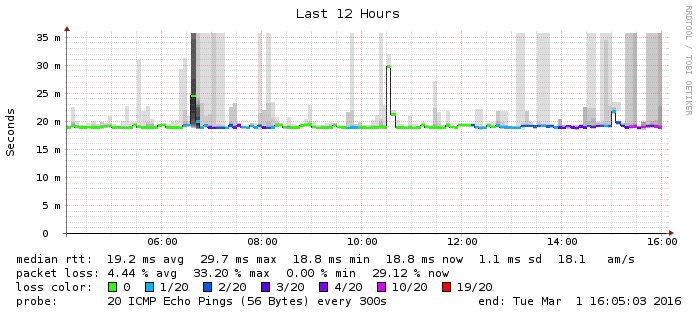 Last 12 Hours
RRDTOOL / TOBI OETIKER
Seconds
35 m
30 m
25 m
20 m
15 m
10 m
5 m
0
06:00 08:00 10:00 12:00 14:00 16:00
median rtt: 19.2 ms avg 29.7 ms max 18.8 ms min 18.8 ms now 1.1 ms sd 18.1 am/s
packet loss: 4.44 % avg 33.20 % max 0.00 % min 29.12 % now
loss color: 0 1/20 2/20 3/20 4/20 10/20 19/20
probe: 20 ICMP Echo Pings (56 Bytes) every 300s end: Tue Mar 1 16:05:03 2016